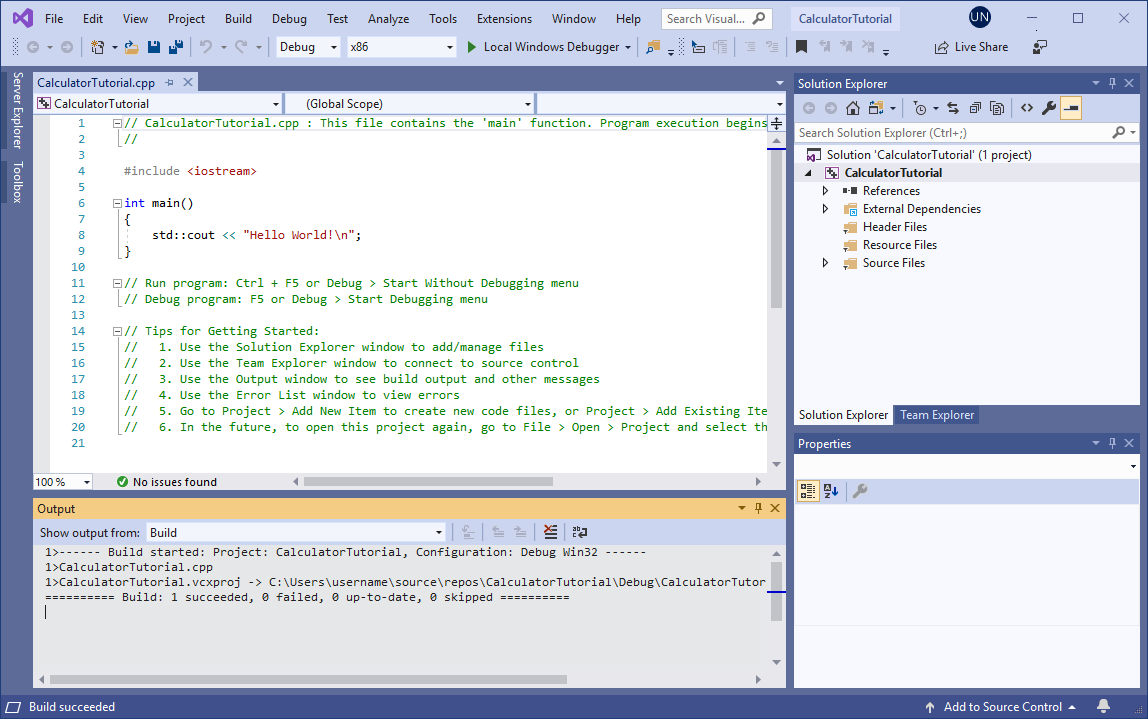 File Edit View Project Build Debug Test Analyze Tools Extensions Window Help Search Visual... CalculatorTutorial UN
Debug x86 Local Windows Debugger Live Share
Server Explorer
Toolbox
CalculatorTutorial.cpp
CalculatorTutorial (Global Scope)
1 // CalculatorTutorial.cpp : This file contains the 'main' function. Program execution begins
2 //
3
4 #include <iostream>
5
6 int main()
7 {
8 std::cout << "Hello World!\n";
9 }
10
11 // Run program: Ctrl + F5 or Debug > Start Without Debugging menu
12 // Debug program: F5 or Debug > Start Debugging menu
13
14 // Tips for Getting Started:
15 // 1. Use the Solution Explorer window to add/manage files
16 // 2. Use the Team Explorer window to connect to source control
17 // 3. Use the Output window to see build output and other messages
18 // 4. Use the Error List window to view errors
19 // 5. Go to Project > Add New Item to create new code files, or Project > Add Existing Ite
20 // 6. In the future, to open this project again, go to File > Open > Project and select th
21
100 % No issues found
Output
Show output from: Build
1>------ Build started: Project: CalculatorTutorial, Configuration: Debug Win32 ------
1>CalculatorTutorial.cpp
1>CalculatorTutorial.vcxproj -> C:\Users\username\source\repos\CalculatorTutorial\Debug\CalculatorTutor
========== Build: 1 succeeded, 0 failed, 0 up-to-date, 0 skipped ==========
Solution Explorer
Search Solution Explorer (Ctrl+;)
Solution 'CalculatorTutorial' (1 project)
CalculatorTutorial
References
External Dependencies
Header Files
Resource Files
Source Files
Solution Explorer Team Explorer
Properties
Build succeeded Add to Source Control